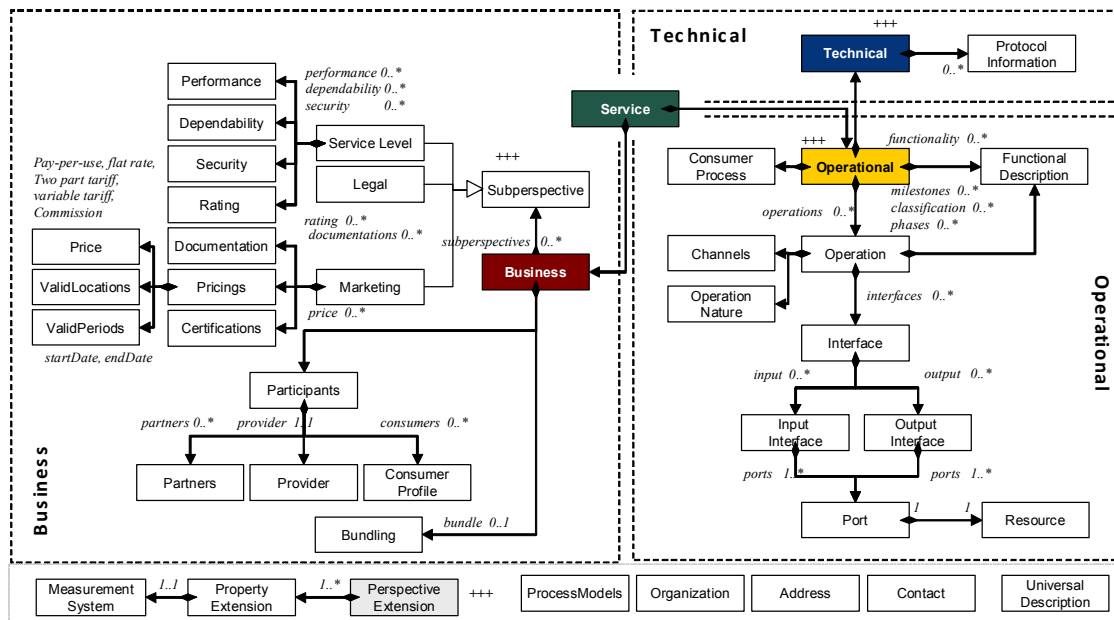 Technical
+++
Technical
Protocol
Information
0..*
Performance
performance 0..*
dependability 0..*
security 0..*
Dependability
Service
Service Level
Security
Pay-per-use, flat rate,
Two part tariff,
variable tariff,
Commission
Rating
Legal
+++
Subperspective
rating 0..*
documentations 0..*
subperspectives 0..*
Business
Documentation
Price
ValidLocations
Pricings
Marketing
ValidPeriods
Certifications
price 0..*
startDate, endDate
Participants
partners 0..*
provider 1..1
consumers 0..*
Partners
Provider
Consumer
Profile
bundle 0..1
Bundling
Business
+++
functionality 0..*
Consumer
Process
Operational
Functional
Description
milestones 0..*
classification 0..*
phases 0..*
operations 0..*
Channels
Operation
Operation
Nature
interfaces 0..*
Interface
input 0..*
output 0..*
Input
Interface
Output
Interface
ports 1..*
ports 1..*
Port
1
1
Resource
Operational
Measurement
System
1..1
Property
Extension
1..*
Perspective
Extension
+++
ProcessModels
Organization
Address
Contact
Universal
Description